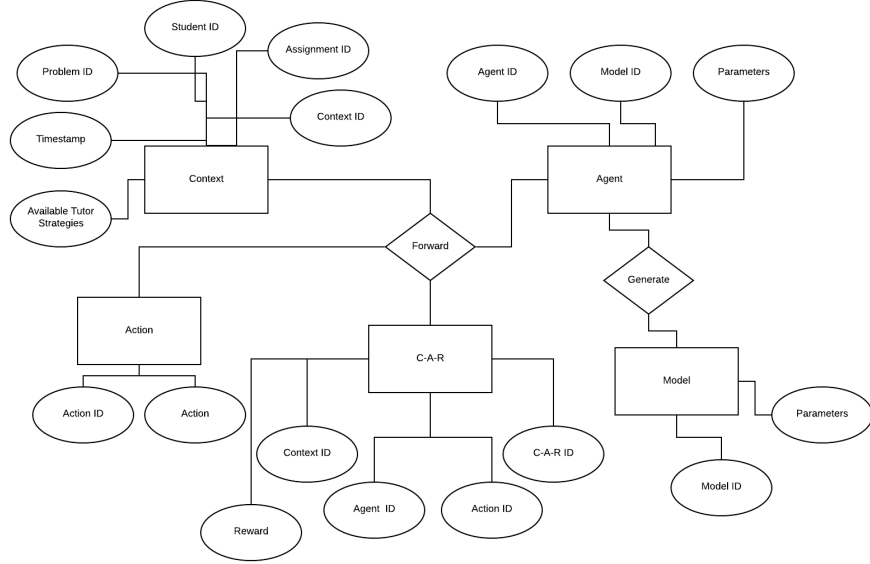 Student ID
Assignment ID
Problem ID
Agent ID
Model ID
Parameters
Context ID
Timestamp
Context
Agent
Available Tutor
Strategies
Forward
Generate
Action
C-A-R
Model
Action ID
Action
Parameters
Context ID
C-A-R ID
Model ID
Agent ID
Action ID
Reward